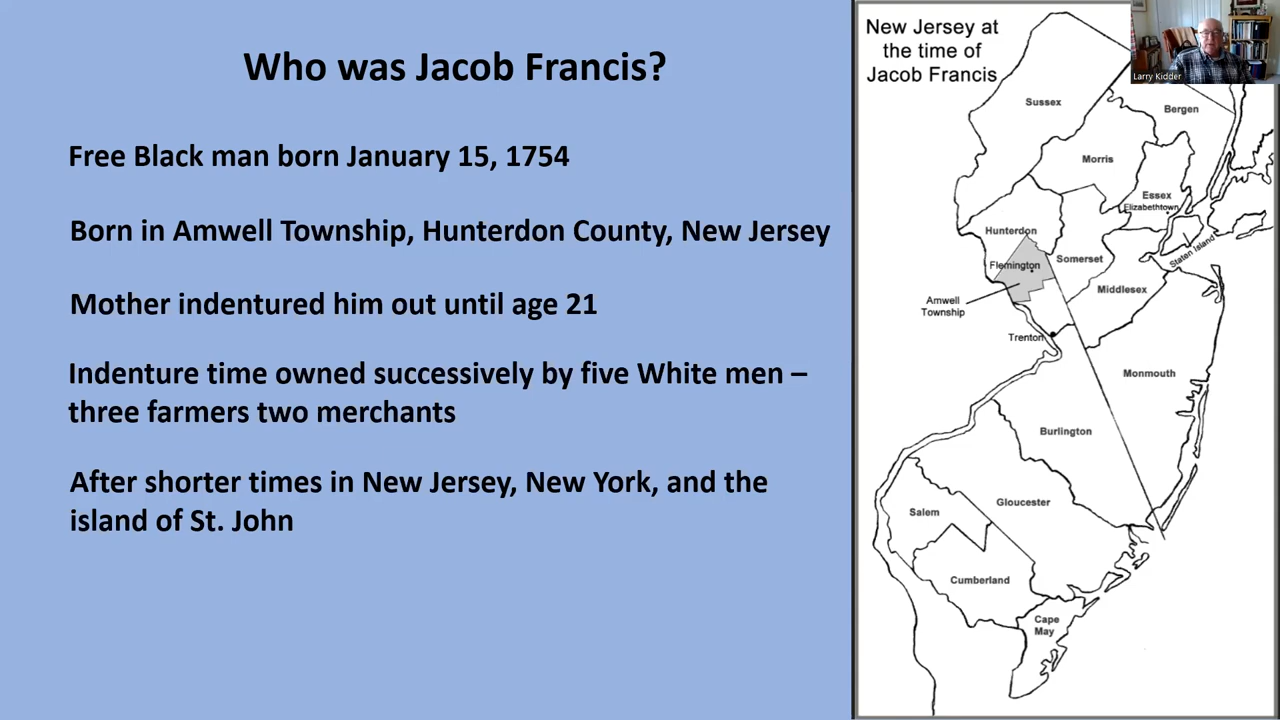 Who was Jacob Francis?
Free Black man born January 15, 1754
Born in Amwell Township, Hunterdon County, New Jersey
Mother indentured him out until age 21
Indenture time owned successively by five White men –
three farmers two merchants
After shorter times in New Jersey, New York, and the
island of St. John
New Jersey at
the time of
Jacob Francis
Larry Kidder
Sussex
Bergen
Morris
Essex
Elizabethtown
Hunterdon
Staten Island
Somerset
Flemington
Middlesex
Amwell
Township
Trenton
Monmouth
Burlington
Gloucester
Salem
Cumberland
Cape
May